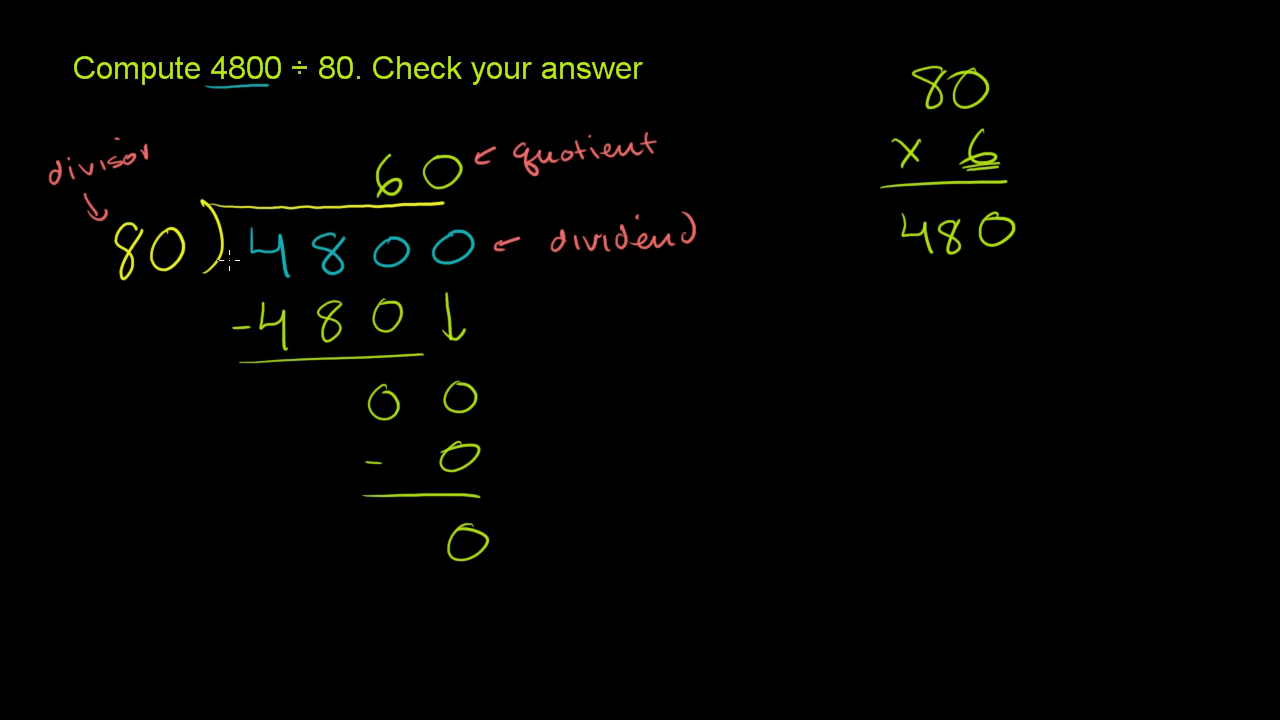 Compute 4800 ÷ 80. Check your answer
80
x 6
480
divisor
60 quotient
80)4800 dividend
-480
00
- 0
0